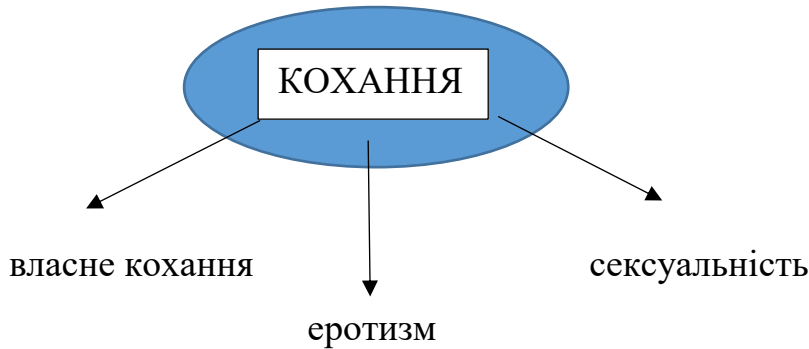 КОХАННЯ
власне кохання
сексуальність
еротизм